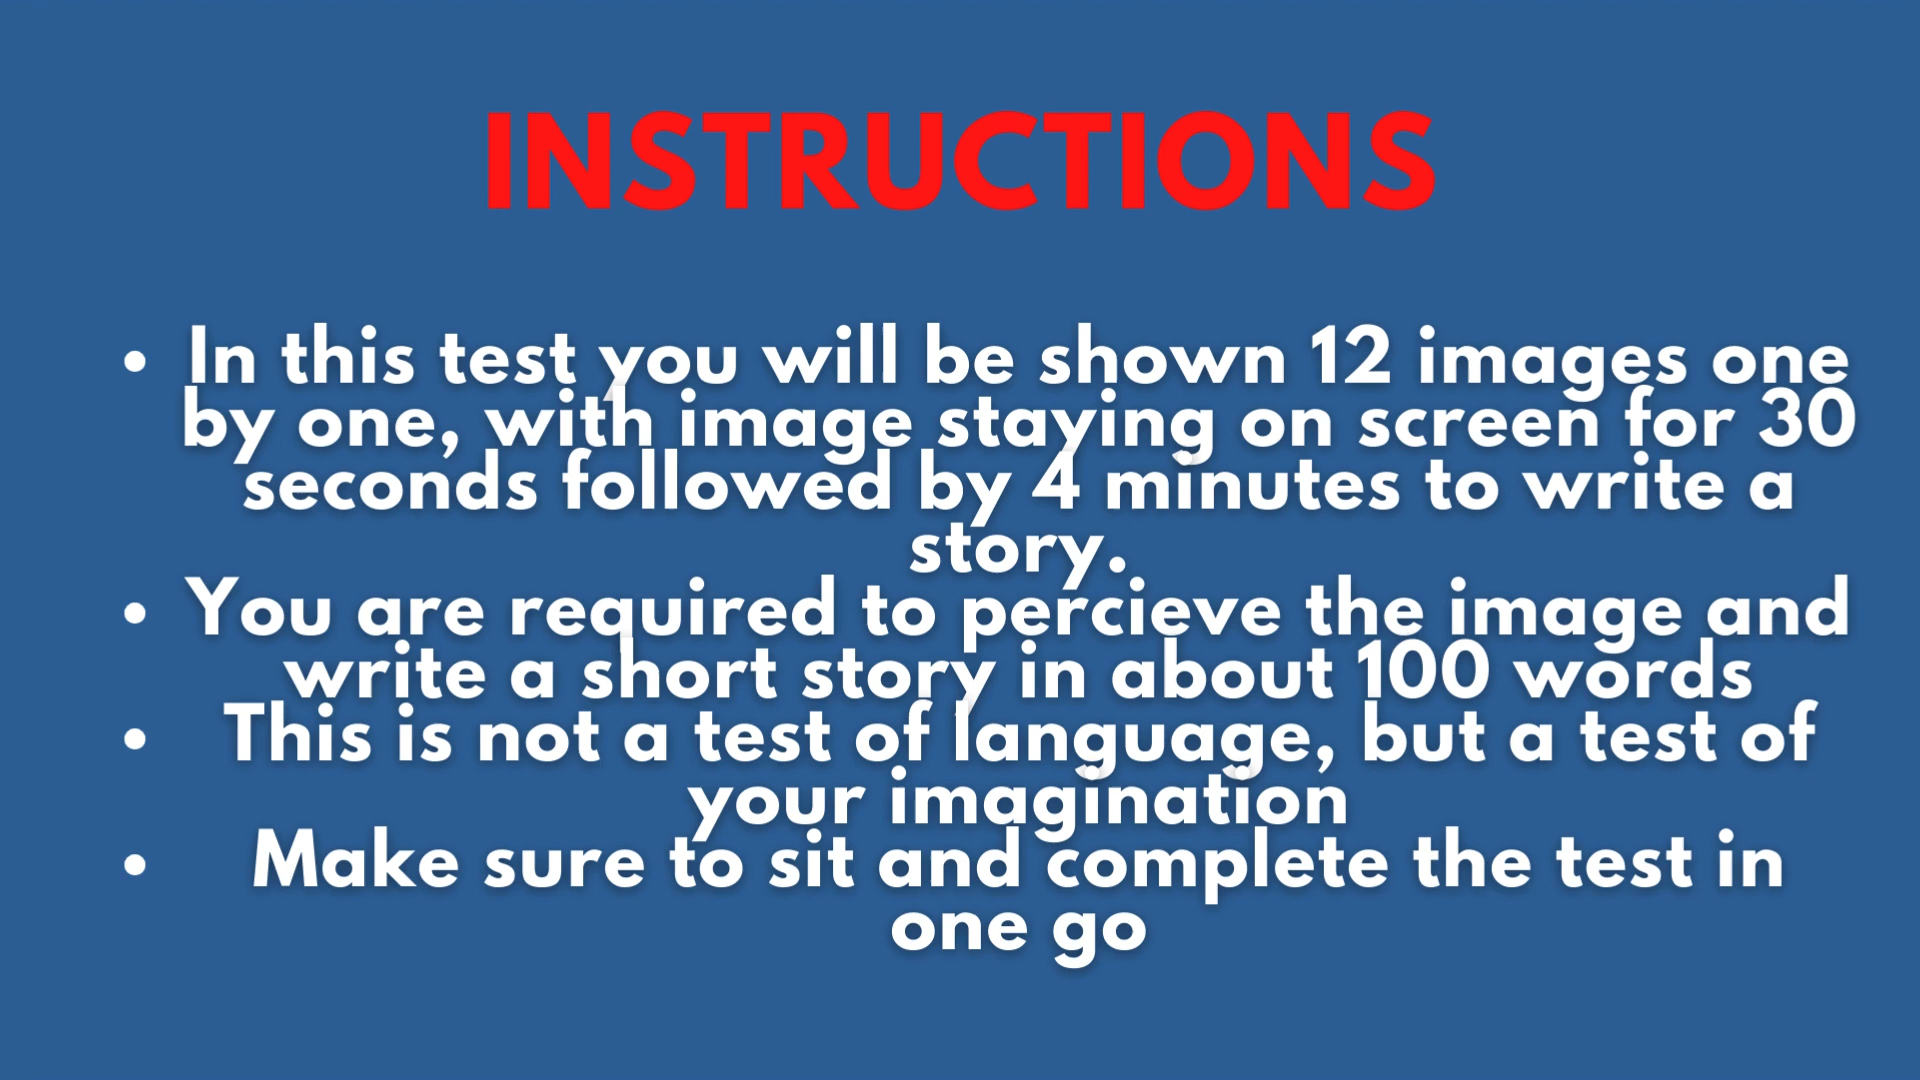 INSTRUCTIONS
• In this test you will be shown 12 images one
by one, with image staying on screen for 30
seconds followed by 4 minutes to write a
story.
• You are required to percieve the image and
write a short story in about 100 words
• This is not a test of language, but a test of
your imagination
• Make sure to sit and complete the test in
one go